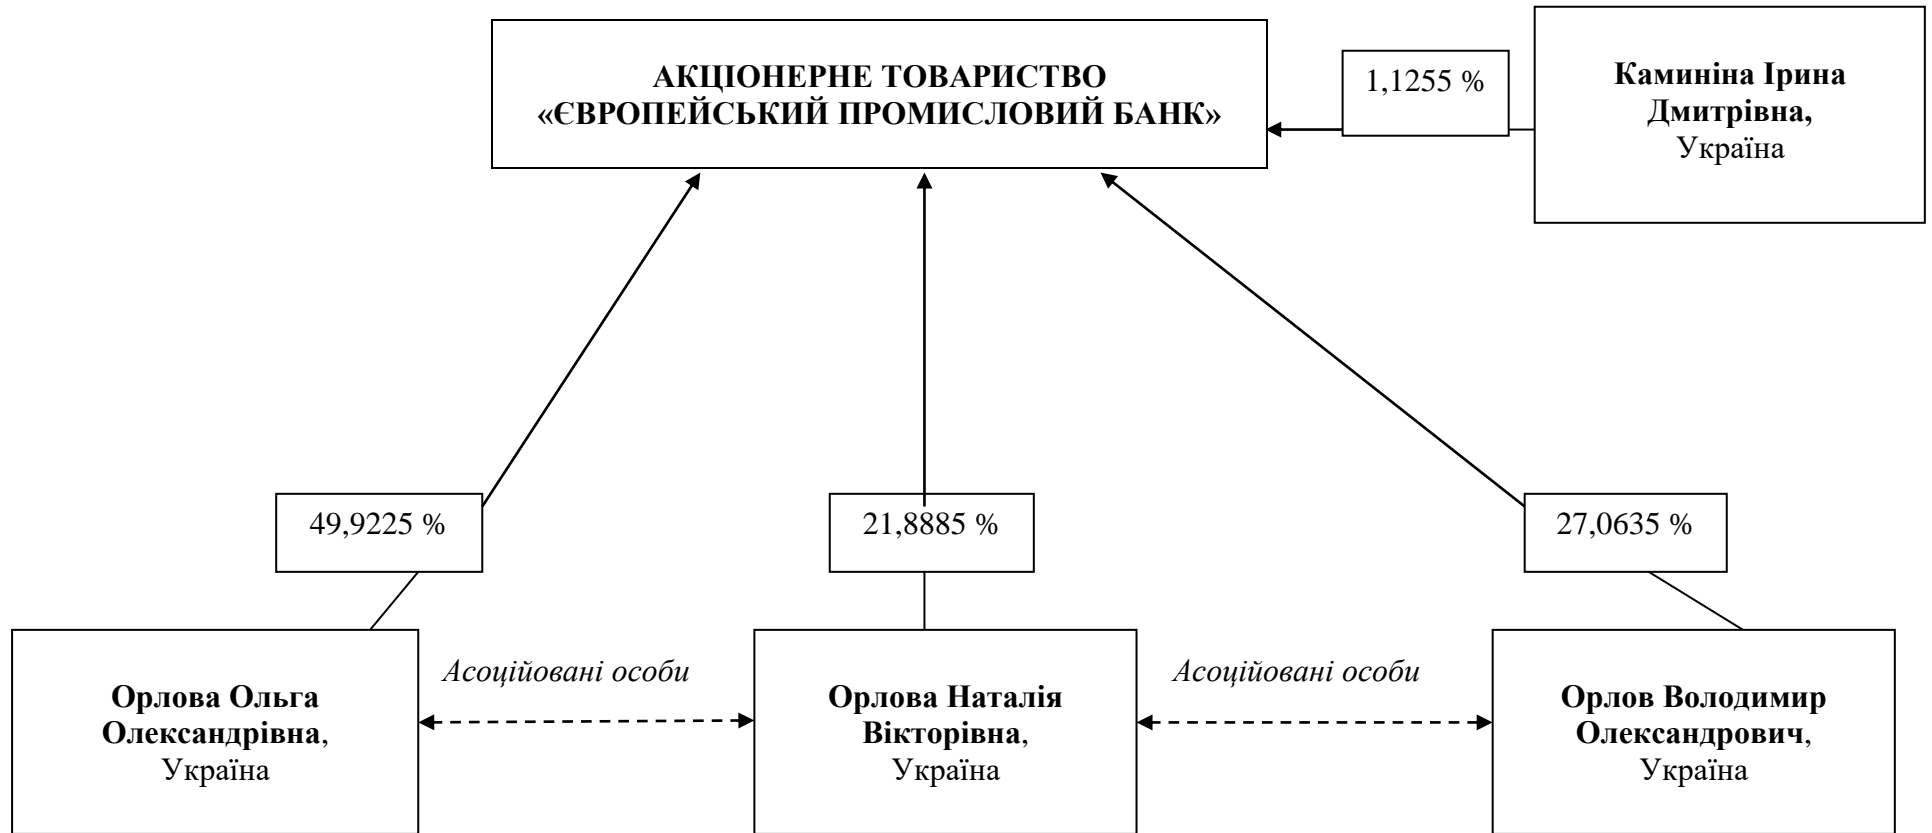 АКЦІОНЕРНЕ ТОВАРИСТВО
«ЄВРОПЕЙСЬКИЙ ПРОМИСЛОВИЙ БАНК»
1,1255 %
Каминіна Ірина
Дмитрівна,
Україна
49,9225 %
21,8885 %
27,0635 %
Орлова Ольга
Олександрівна,
Україна
Асоційовані особи
Орлова Наталія
Вікторівна,
Україна
Асоційовані особи
Орлов Володимир
Олександрович,
Україна